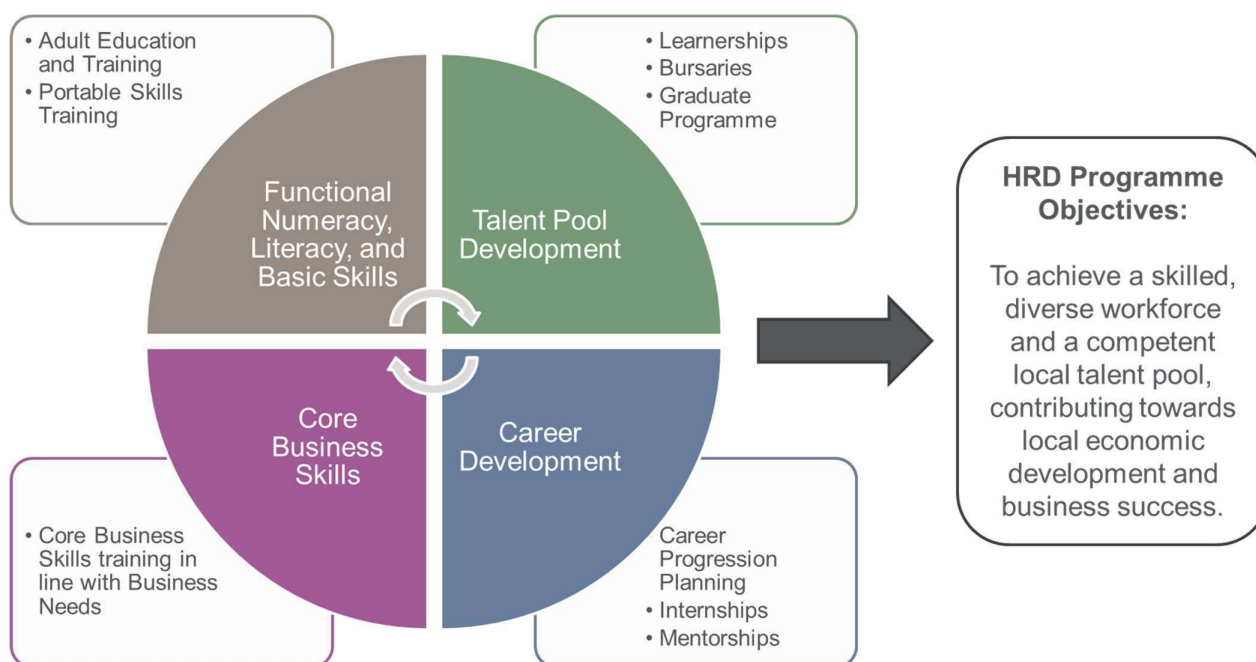 • Adult Education
and Training
• Portable Skills
Training
• Learnerships
• Bursaries
• Graduate
Programme
Functional
Numeracy,
Literacy, and
Basic Skills
Talent Pool
Development
Core
Business
Skills
Career
Development
• Core Business
Skills training in
line with Business
Needs
• Career
Progression
Planning
• Internships
• Mentorships
HRD Programme
Objectives:
To achieve a skilled,
diverse workforce
and a competent
local talent pool,
contributing towards
local economic
development and
business success.